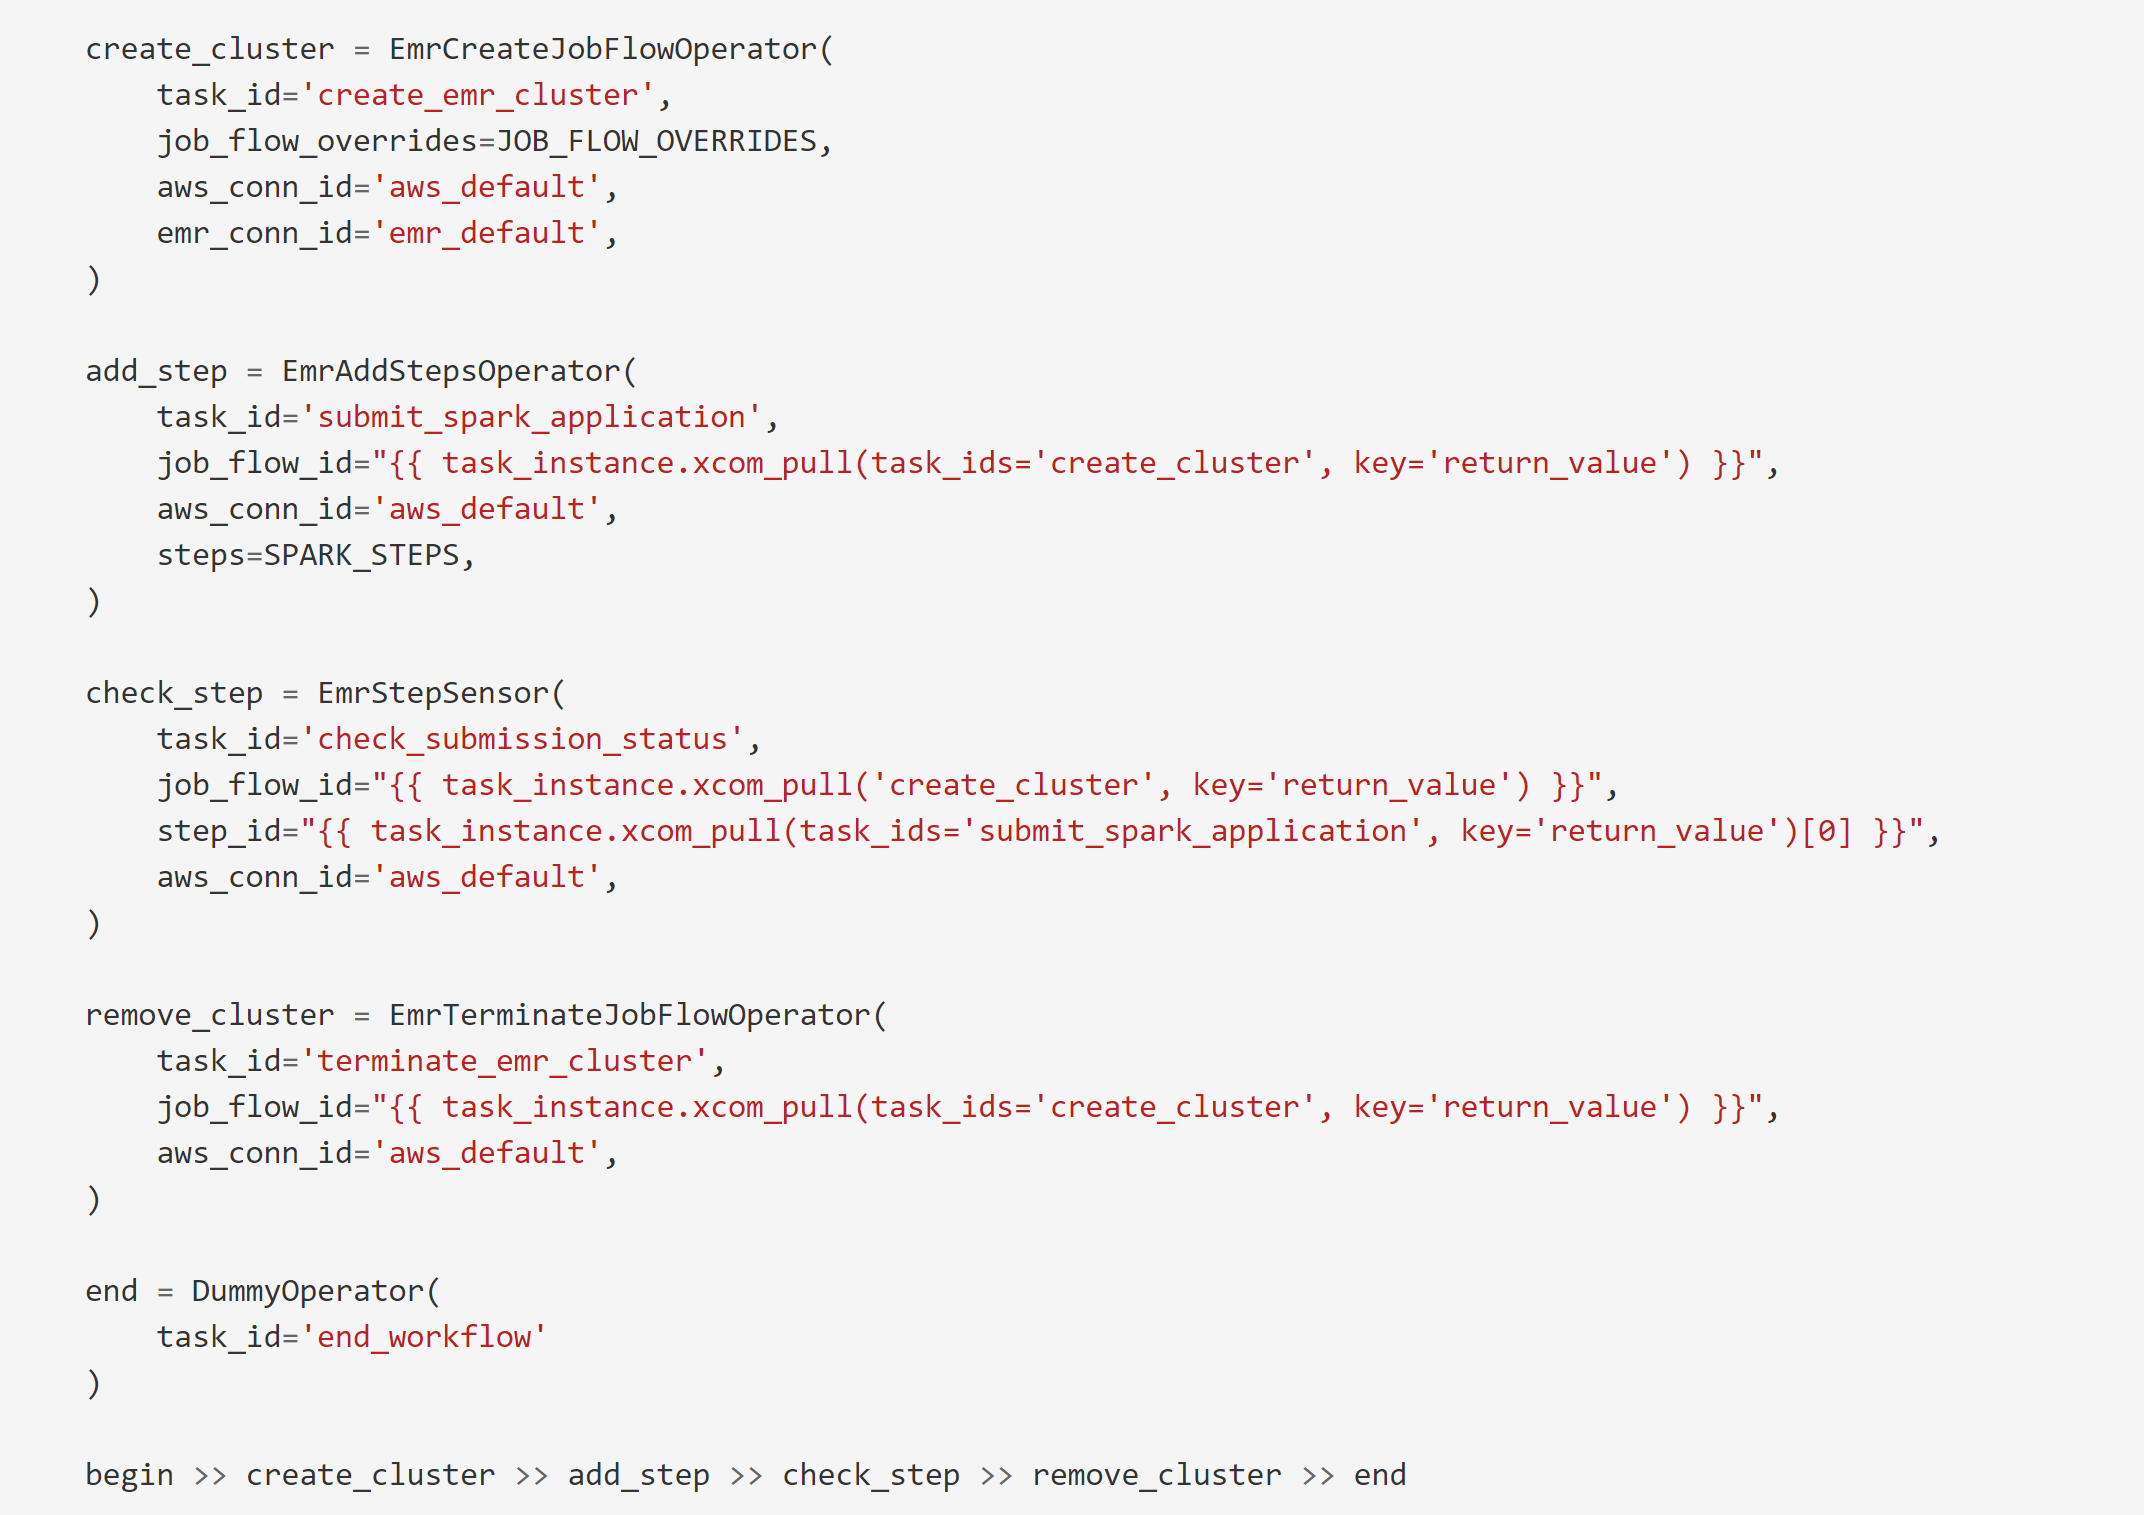 create_cluster = EmrCreateJobFlowOperator(
    task_id='create_emr_cluster',
    job_flow_overrides=JOB_FLOW_OVERRIDES,
    aws_conn_id='aws_default',
    emr_conn_id='emr_default',
)

add_step = EmrAddStepsOperator(
    task_id='submit_spark_application',
    job_flow_id="{{ task_instance.xcom_pull(task_ids='create_cluster', key='return_value') }}",
    aws_conn_id='aws_default',
    steps=SPARK_STEPS,
)

check_step = EmrStepSensor(
    task_id='check_submission_status',
    job_flow_id="{{ task_instance.xcom_pull('create_cluster', key='return_value') }}",
    step_id="{{ task_instance.xcom_pull(task_ids='submit_spark_application', key='return_value')[0] }}",
    aws_conn_id='aws_default',
)

remove_cluster = EmrTerminateJobFlowOperator(
    task_id='terminate_emr_cluster',
    job_flow_id="{{ task_instance.xcom_pull(task_ids='create_cluster', key='return_value') }}",
    aws_conn_id='aws_default',
)

end = DummyOperator(
    task_id='end_workflow'
)

begin >> create_cluster >> add_step >> check_step >> remove_cluster >> end